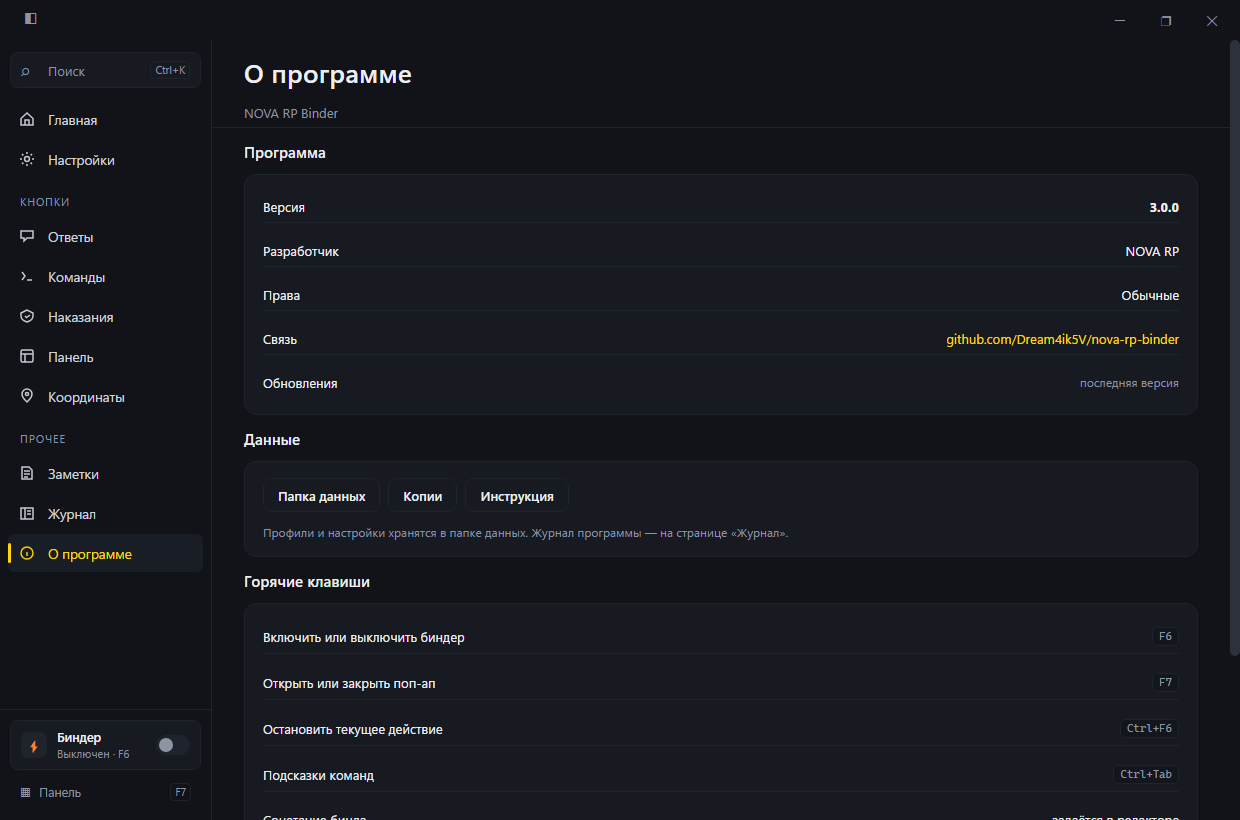 Поиск
Ctrl+K
Главная
Настройки
КНОПКИ
Ответы
Команды
Наказания
Панель
Координаты
ПРОЧЕЕ
Заметки
Журнал
О программе
Биндер
Выключен · F6
Панель
F7
О программе
NOVA RP Binder
Программа
Версия 3.0.0
Разработчик NOVA RP
Права Обычные
Связь github.com/Dream4ik5V/nova-rp-binder
Обновления последняя версия
Данные
Папка данных Копии Инструкция
Профили и настройки хранятся в папке данных. Журнал программы — на странице «Журнал».
Горячие клавиши
Включить или выключить биндер F6
Открыть или закрыть поп-ап F7
Остановить текущее действие Ctrl+F6
Подсказки команд Ctrl+Tab
Сочетание бинда задаётся в редакторе